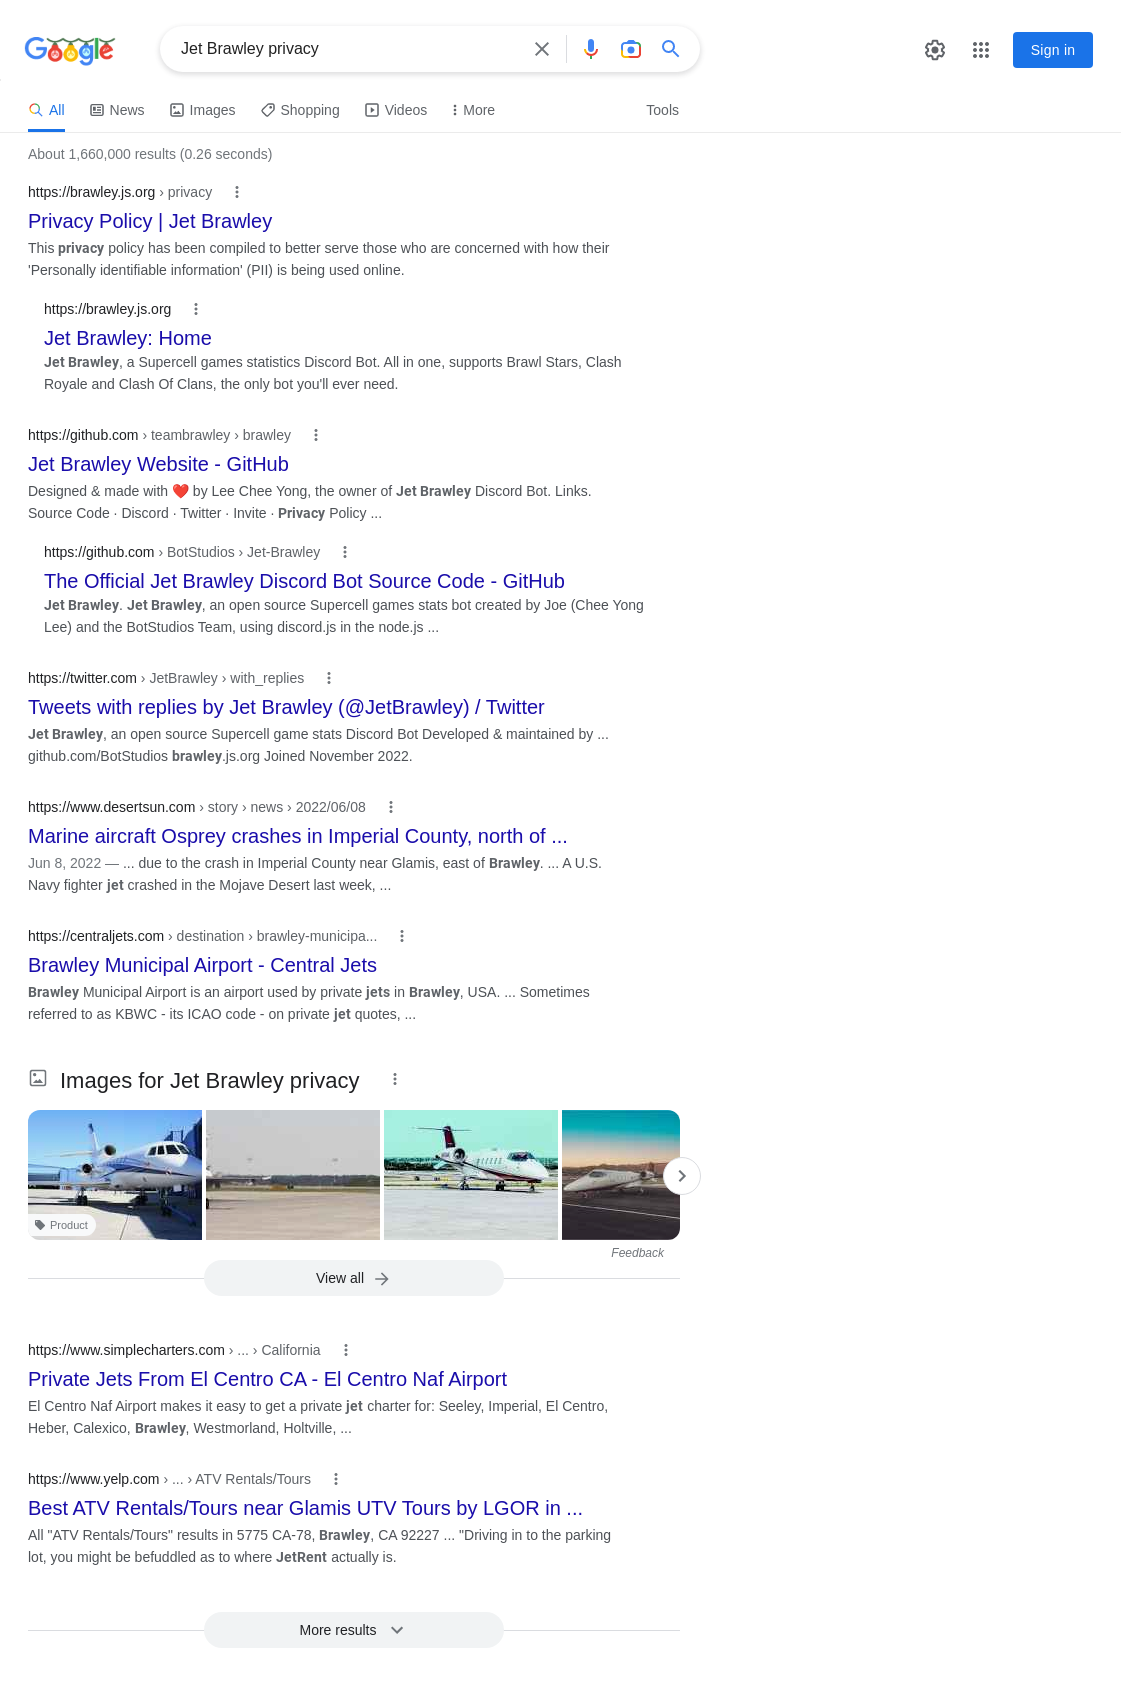 Google
Jet Brawley privacy
Sign in
All
News
Images
Shopping
Videos
More
Tools
About 1,660,000 results (0.26 seconds)
https://brawley.js.org › privacy
Privacy Policy | Jet Brawley
This privacy policy has been compiled to better serve those who are concerned with how their
'Personally identifiable information' (PII) is being used online.
https://brawley.js.org
Jet Brawley: Home
Jet Brawley, a Supercell games statistics Discord Bot. All in one, supports Brawl Stars, Clash
Royale and Clash Of Clans, the only bot you'll ever need.
https://github.com › teambrawley › brawley
Jet Brawley Website - GitHub
Designed & made with ❤️ by Lee Chee Yong, the owner of Jet Brawley Discord Bot. Links.
Source Code · Discord · Twitter · Invite · Privacy Policy ...
https://github.com › BotStudios › Jet-Brawley
The Official Jet Brawley Discord Bot Source Code - GitHub
Jet Brawley. Jet Brawley, an open source Supercell games stats bot created by Joe (Chee Yong
Lee) and the BotStudios Team, using discord.js in the node.js ...
https://twitter.com › JetBrawley › with_replies
Tweets with replies by Jet Brawley (@JetBrawley) / Twitter
Jet Brawley, an open source Supercell game stats Discord Bot Developed & maintained by ...
github.com/BotStudios brawley.js.org Joined November 2022.
https://www.desertsun.com › story › news › 2022/06/08
Marine aircraft Osprey crashes in Imperial County, north of ...
Jun 8, 2022 — ... due to the crash in Imperial County near Glamis, east of Brawley. ... A U.S.
Navy fighter jet crashed in the Mojave Desert last week, ...
https://centraljets.com › destination › brawley-municipa...
Brawley Municipal Airport - Central Jets
Brawley Municipal Airport is an airport used by private jets in Brawley, USA. ... Sometimes
referred to as KBWC - its ICAO code - on private jet quotes, ...
Images for Jet Brawley privacy
Product
Feedback
View all
https://www.simplecharters.com › ... › California
Private Jets From El Centro CA - El Centro Naf Airport
El Centro Naf Airport makes it easy to get a private jet charter for: Seeley, Imperial, El Centro,
Heber, Calexico, Brawley, Westmorland, Holtville, ...
https://www.yelp.com › ... › ATV Rentals/Tours
Best ATV Rentals/Tours near Glamis UTV Tours by LGOR in ...
All "ATV Rentals/Tours" results in 5775 CA-78, Brawley, CA 92227 ... "Driving in to the parking
lot, you might be befuddled as to where JetRent actually is.
More results